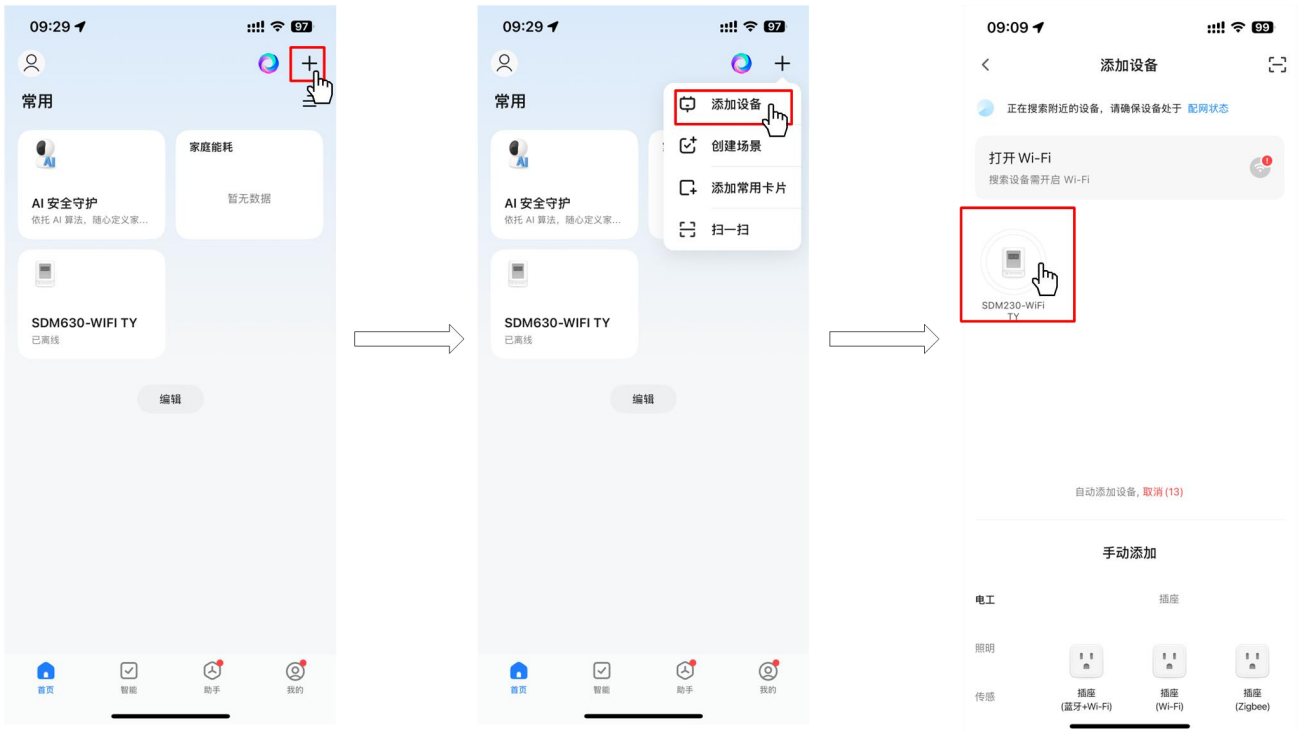 09:29
97
常用
AI
家庭能耗
暂无数据
AI 安全守护
依托 AI 算法，随心定义家...
SDM630-WIFI TY
已离线
编辑
首页
智能
助手
我的
09:29
97
常用
添加设备
创建场景
添加常用卡片
扫一扫
AI
AI 安全守护
依托 AI 算法，随心定义家...
SDM630-WIFI TY
已离线
编辑
首页
智能
助手
我的
09:09
99
添加设备
正在搜索附近的设备，请确保设备处于 配网状态
打开 Wi-Fi
搜索设备需开启 Wi-Fi
SDM230-WiFi
TY
自动添加设备, 取消 (13)
手动添加
电工
插座
照明
传感
插座
(蓝牙+Wi-Fi)
插座
(Wi-Fi)
插座
(Zigbee)